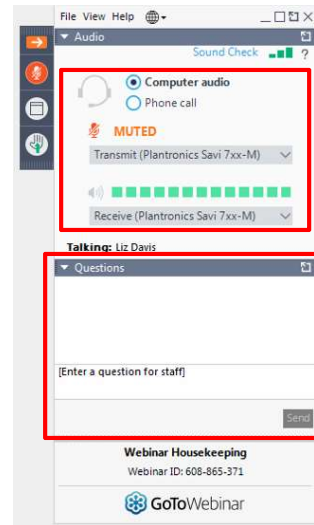 File View Help
Audio
Sound Check ?
Computer audio
Phone call
MUTED
Transmit (Plantronics Savi 7xx-M)
Receive (Plantronics Savi 7xx-M)
Talking: Liz Davis
Questions
[Enter a question for staff]
Send
Webinar Housekeeping
Webinar ID: 608-865-371
GoToWebinar